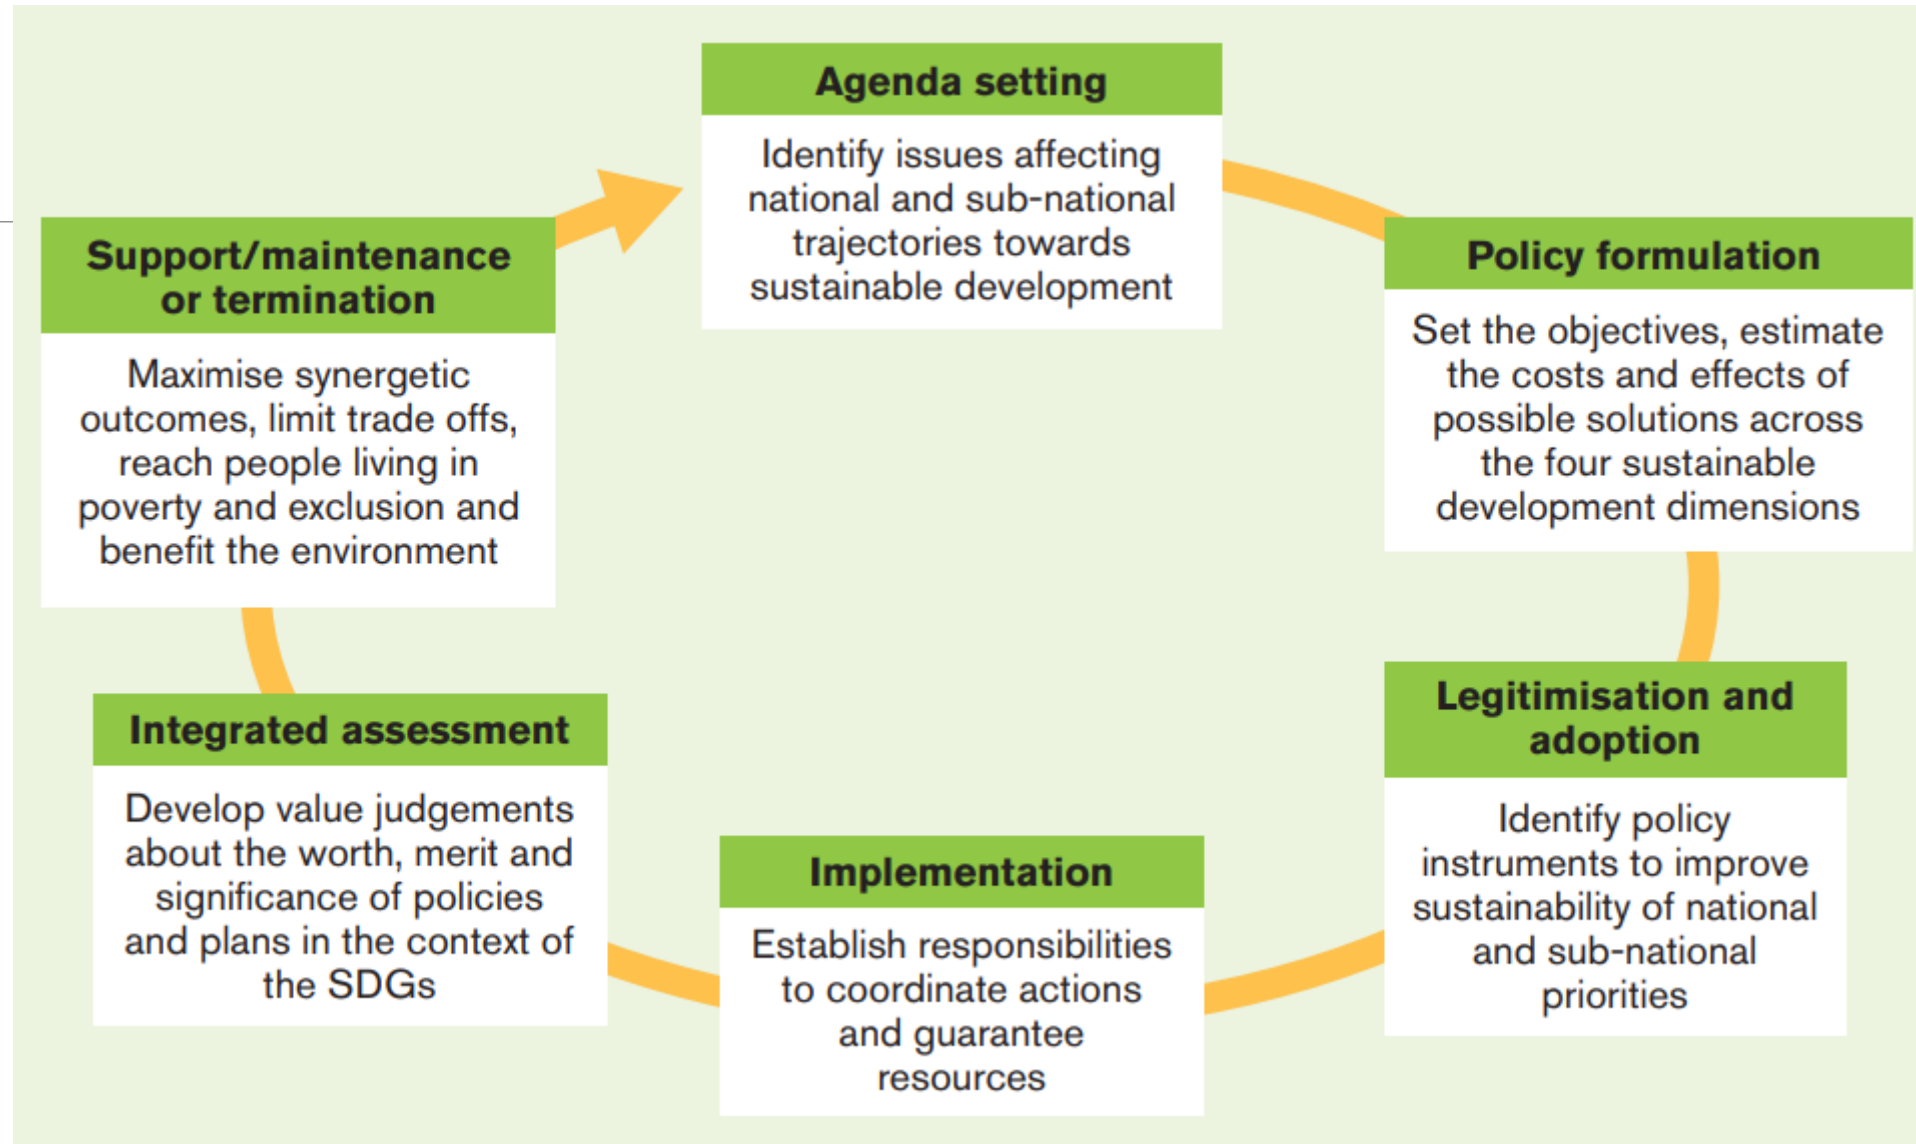 Agenda setting
Identify issues affecting
national and sub-national
trajectories towards
sustainable development
Policy formulation
Set the objectives, estimate
the costs and effects of
possible solutions across
the four sustainable
development dimensions
Legitimisation and
adoption
Identify policy
instruments to improve
sustainability of national
and sub-national
priorities
Implementation
Establish responsibilities
to coordinate actions
and guarantee
resources
Integrated assessment
Develop value judgements
about the worth, merit and
significance of policies
and plans in the context of
the SDGs
Support/maintenance
or termination
Maximise synergetic
outcomes, limit trade offs,
reach people living in
poverty and exclusion and
benefit the environment